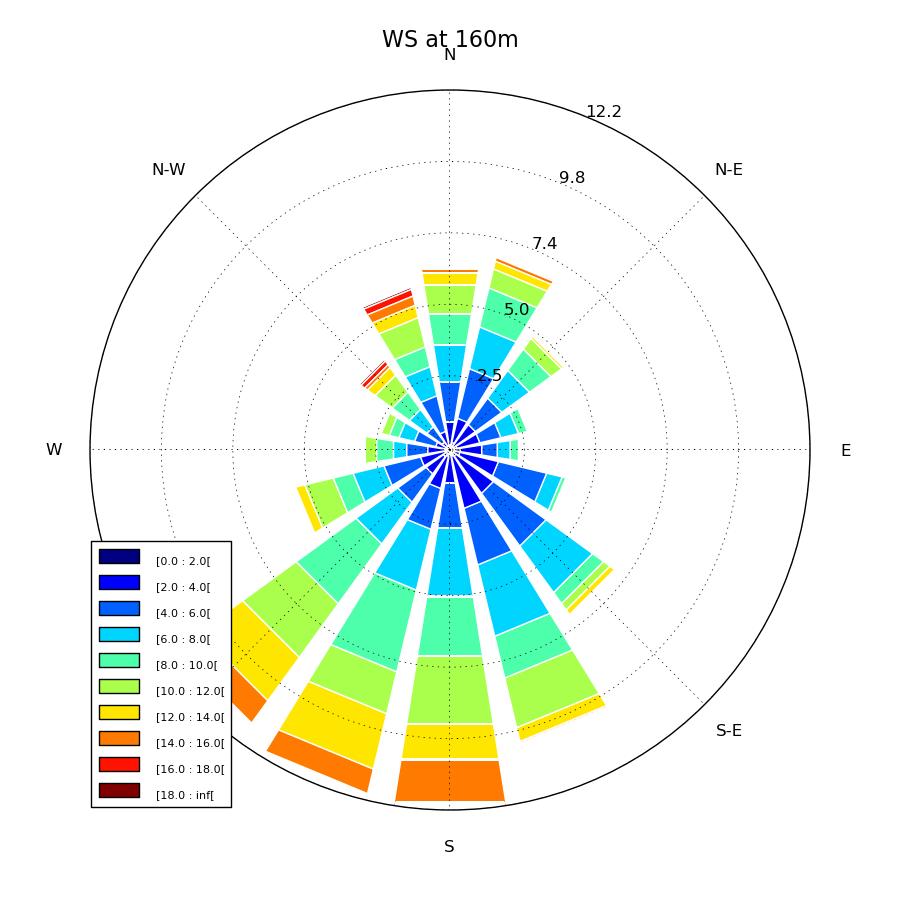 WS at 160m
N
12.2
N-W
N-E
9.8
7.4
5.0
2.5
W
E
[0.0 : 2.0[
[2.0 : 4.0[
[4.0 : 6.0[
[6.0 : 8.0[
[8.0 : 10.0[
[10.0 : 12.0[
[12.0 : 14.0[
[14.0 : 16.0[
[16.0 : 18.0[
[18.0 : inf[
S-E
S